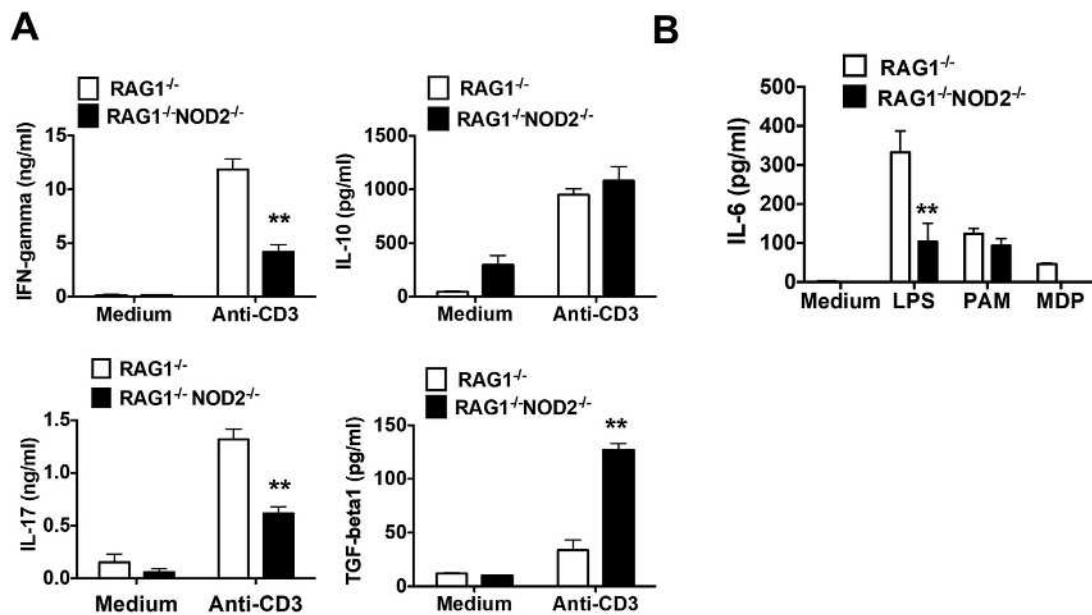 A
RAG1-/-
RAG1-/-NOD2-/-
IFN-gamma (ng/ml)
15
10
5
0
**
Medium Anti-CD3
RAG1-/-
RAG1-/-NOD2-/-
IL-10 (pg/ml)
1500
1000
500
0
Medium Anti-CD3
B
RAG1-/-
RAG1-/-NOD2-/-
IL-6 (pg/ml)
500
400
300
200
100
0
**
Medium LPS PAM MDP
RAG1-/-
RAG1-/- NOD2-/-
IL-17 (ng/ml)
1.5
1.0
0.5
0.0
**
Medium Anti-CD3
RAG1-/-
RAG1-/-NOD2-/-
TGF-beta1 (pg/ml)
150
100
50
0
**
Medium Anti-CD3